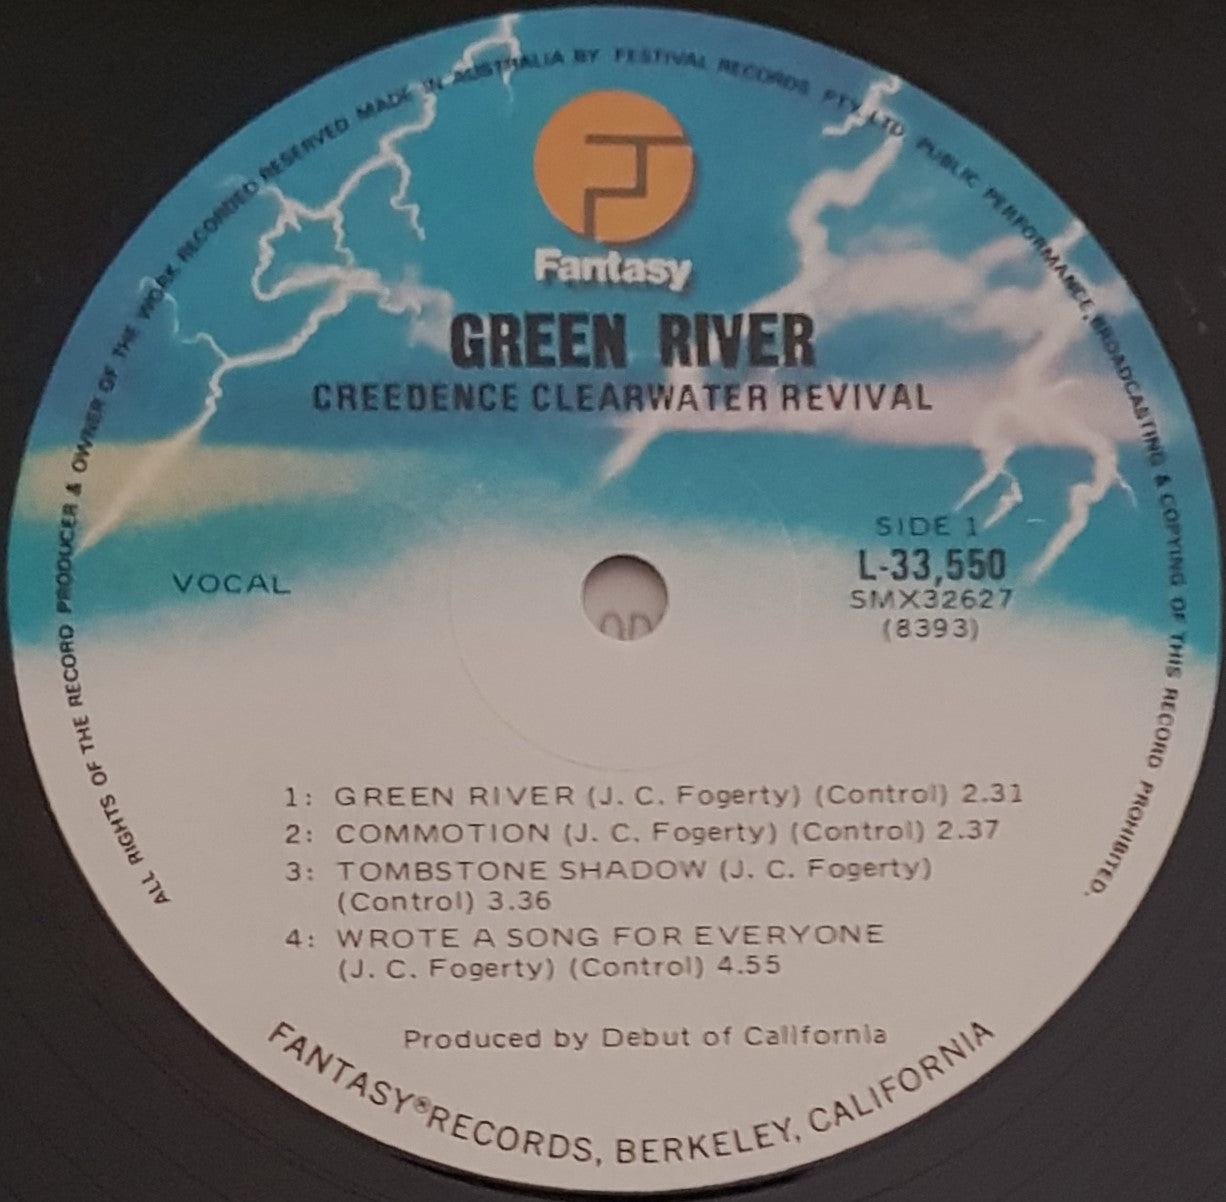 ALL RIGHTS OF THE RECORD PRODUCER & OWNER OF THE WORK RECORDED RESERVED MADE IN AUSTRALIA BY FESTIVAL RECORDS PTY LTD PUBLIC PERFORMANCE, BROADCASTING & COPYING OF THIS RECORD PROHIBITED.
Fantasy
GREEN RIVER
CREEDENCE CLEARWATER REVIVAL
SIDE 1
L-33,550
SMX32627
(8393)
VOCAL
1: GREEN RIVER (J. C. Fogerty) (Control) 2.31
2: COMMOTION (J. C. Fogerty) (Control) 2.37
3: TOMBSTONE SHADOW (J. C. Fogerty)
(Control) 3.36
4: WROTE A SONG FOR EVERYONE
(J. C. Fogerty) (Control) 4.55
Produced by Debut of California
FANTASY® RECORDS, BERKELEY, CALIFORNIA